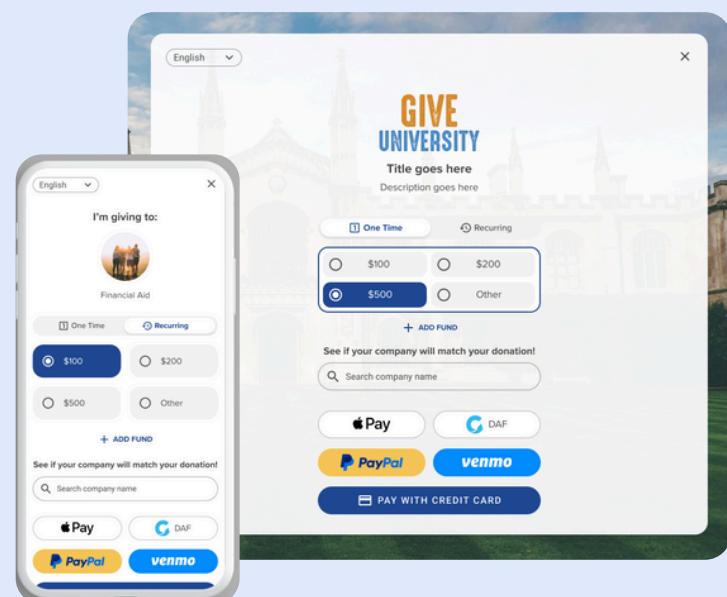 English
GIVE
UNIVERSITY
Title goes here
Description goes here
1 One Time
Recurring
$100
$200
$500
Other
+ ADD FUND
See if your company will match your donation!
Search company name
Pay
DAF
PayPal
venmo
PAY WITH CREDIT CARD
English
I'm giving to:
Financial Aid
1 One Time
Recurring
$100
$200
$500
Other
+ ADD FUND
See if your company will match your donation!
Search company name
Pay
DAF
PayPal
venmo